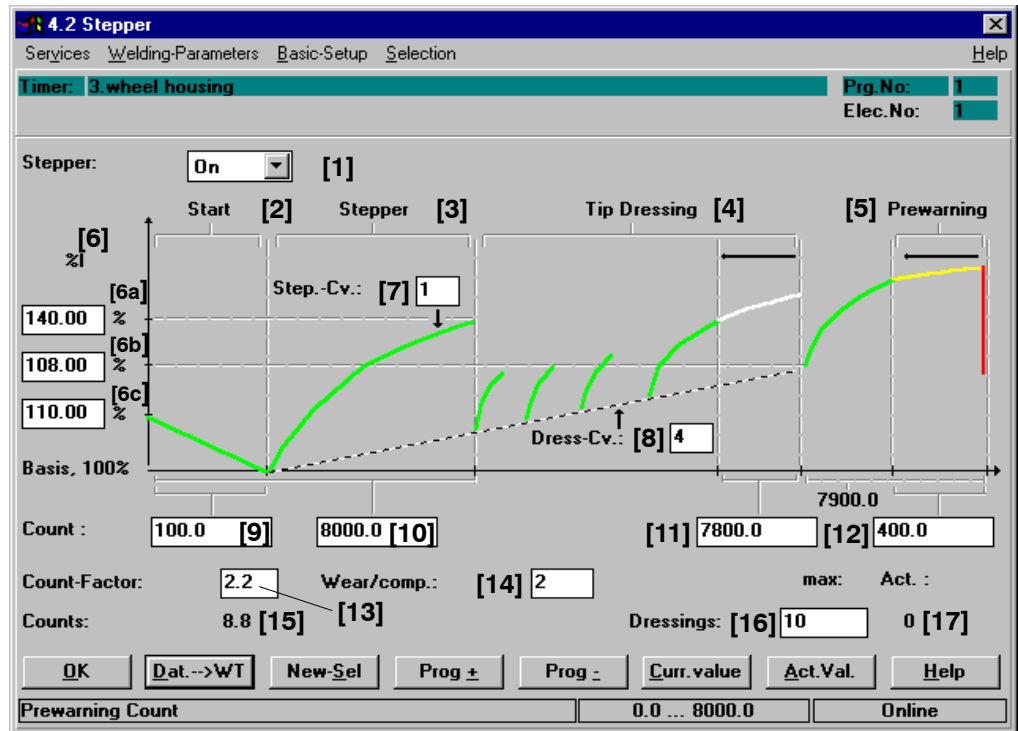 4.2 Stepper
Services Welding-Parameters Basic-Setup Selection Help
Timer: 3.wheel housing Prg.No: 1
Elec.No: 1
Stepper: On [1]
Start [2] Stepper [3] Tip Dressing [4] [5] Prewarning
[6]
%I
[6a] Step.-Cv.: [7] 1
140.00 %
[6b]
108.00 %
[6c]
110.00 %
Dress-Cv.: [8] 4
Basis, 100%
7900.0
Count : 100.0 [9] 8000.0 [10] [11] 7800.0 [12] 400.0
Count-Factor: 2.2 Wear/comp.: [14] 2 max: Act. :
[13]
Counts: 8.8 [15] Dressings: [16] 10 0 [17]
OK Dat.-->WT New-Sel Prog + Prog - Curr.value Act.Val. Help
Prewarning Count 0.0 ... 8000.0 Online